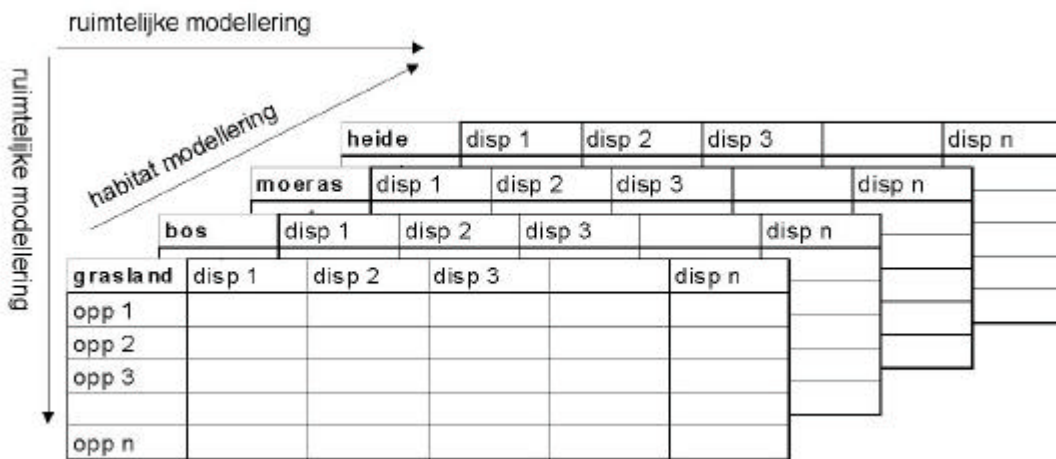 ruimtelijke modellering
ruimtelijke modellering
habitat modellering
heide disp 1 disp 2 disp 3 disp n
moeras disp 1 disp 2 disp 3 disp n
bos disp 1 disp 2 disp 3 disp n
grasland disp 1 disp 2 disp 3 disp n
opp 1
opp 2
opp 3
opp n